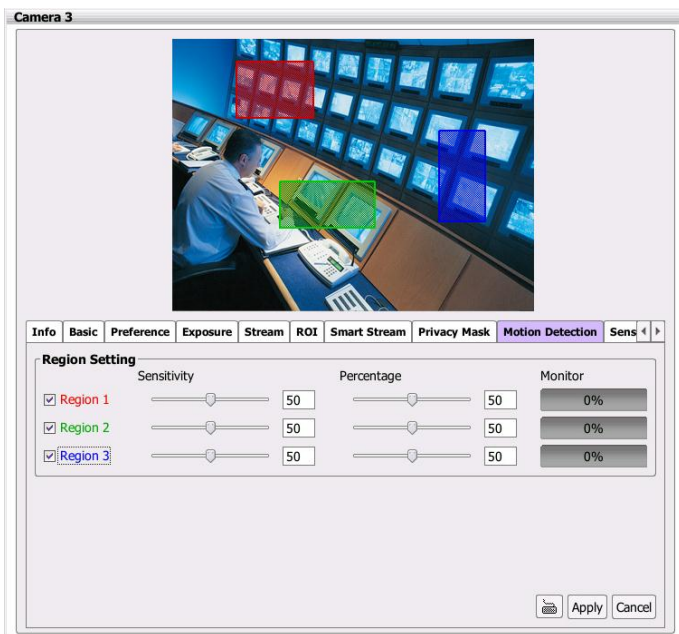 Camera 3
Info Basic Preference Exposure Stream ROI Smart Stream Privacy Mask Motion Detection Sens
Region Setting
Sensitivity Percentage Monitor
Region 1 50 50 0%
Region 2 50 50 0%
Region 3 50 50 0%
Apply Cancel